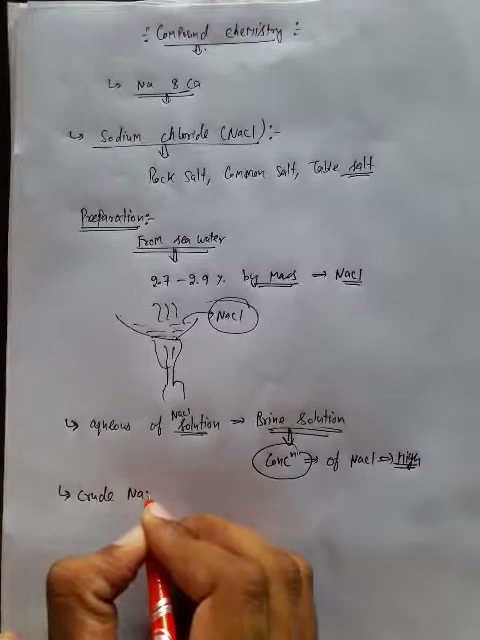 ÷ Compound chemistry ÷
↳ Na & Ca
↳ Sodium chloride (NaCl):-
Rock salt, Common salt, Table salt
Preparation:-
From sea water
2.7 - 2.9 % by mass → NaCl
NaCl
↳ aqueous of NaCl solution ⇒ Brine solution
Concⁿ ⇒ of NaCl ⇒ high
↳ Crude Na